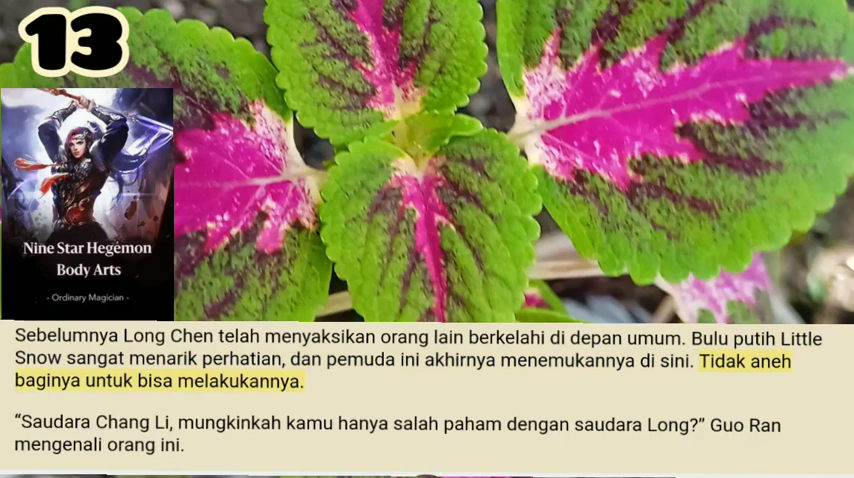 13
Nine Star Hegemon
Body Arts
- Ordinary Magician -
Sebelumnya Long Chen telah menyaksikan orang lain berkelahi di depan umum. Bulu putih Little
Snow sangat menarik perhatian, dan pemuda ini akhirnya menemukannya di sini. Tidak aneh
baginya untuk bisa melakukannya.
“Saudara Chang Li, mungkinkah kamu hanya salah paham dengan saudara Long?” Guo Ran
mengenali orang ini.